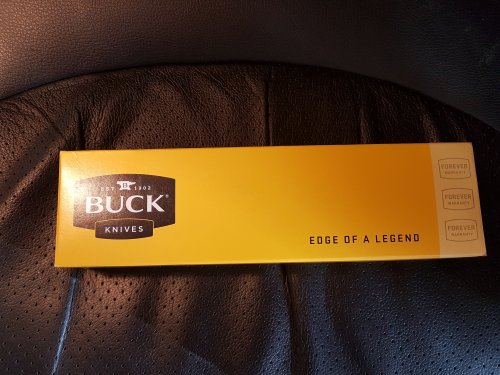 EST 1902
BUCK®
KNIVES
EDGE OF A LEGEND
FOREVER
WARRANTY
FOREVER
WARRANTY
FOREVER
WARRANTY